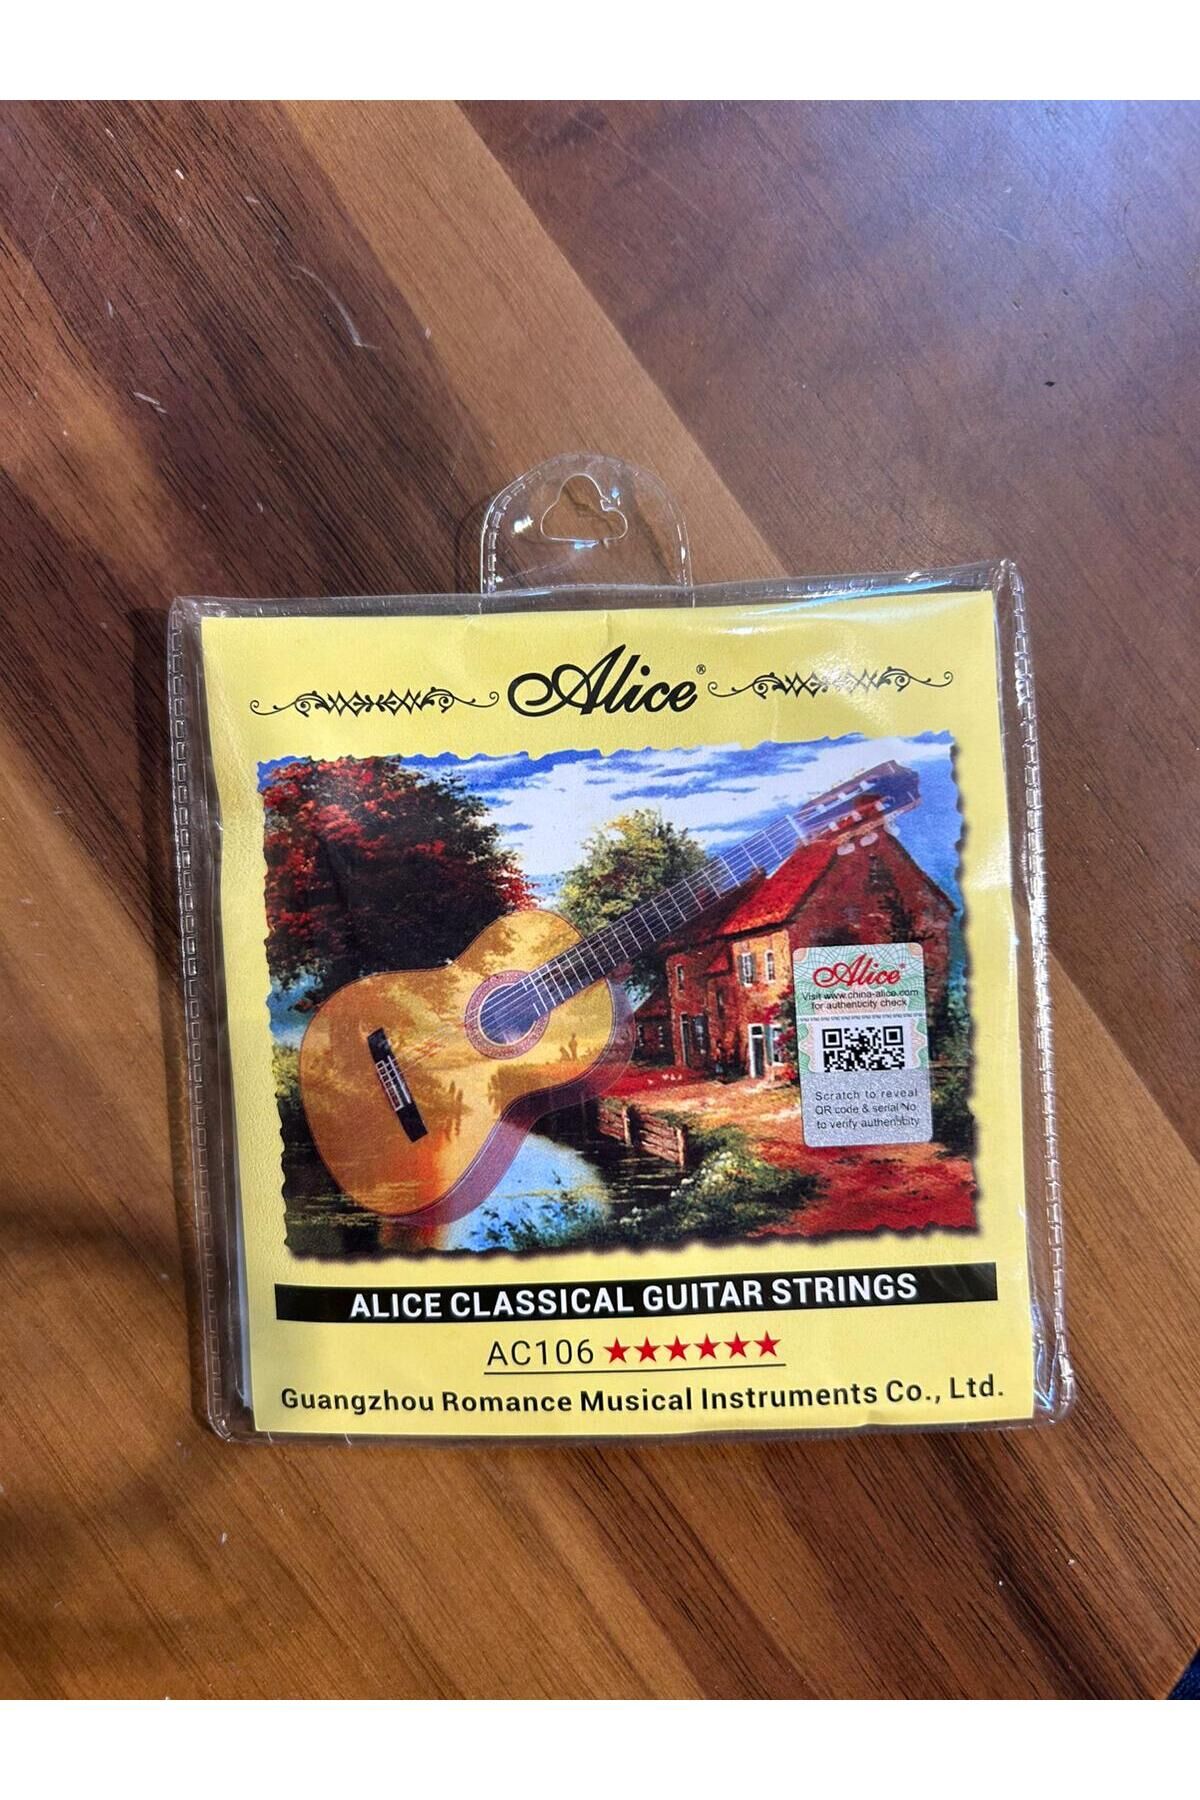 Alice®
Alice®
Visit www.china-alice.com
for authenticity check
Scratch to reveal
QR code & serial No
to verify authenticity
ALICE CLASSICAL GUITAR STRINGS
AC106 ★★★★★★
Guangzhou Romance Musical Instruments Co., Ltd.